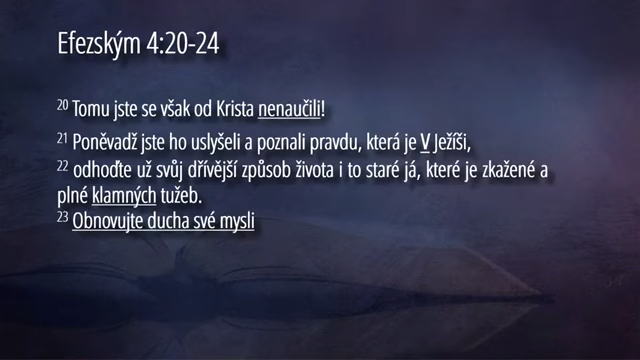 Efezským 4:20-24
20 Tomu jste se však od Krista nenaučili!
21 Poněvadž jste ho uslyšeli a poznali pravdu, která je V Ježíši,
22 odhoďte už svůj dřívější způsob života i to staré já, které je zkažené a
plné klamných tužeb.
23 Obnovujte ducha své mysli